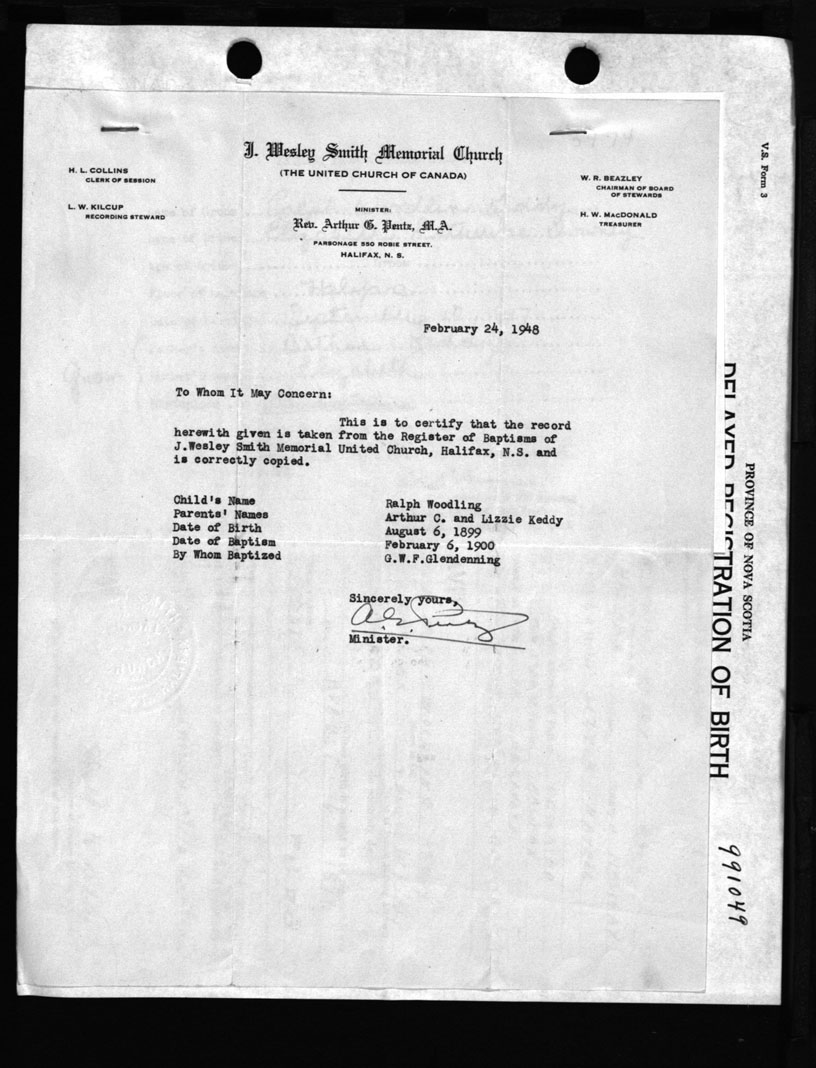 J. Wesley Smith Memorial Church
(THE UNITED CHURCH OF CANADA)
H. L. COLLINS
CLERK OF SESSION
L. W. KILCUP
RECORDING STEWARD
W. R. BEAZLEY
CHAIRMAN OF BOARD
OF STEWARDS
H. W. MACDONALD
TREASURER
MINISTER:
Rev. Arthur G. Pentz, M.A.
PARSONAGE 550 ROBIE STREET.
HALIFAX, N. S.
February 24, 1948
To Whom It May Concern:
This is to certify that the record
herewith given is taken from the Register of Baptisms of
J.Wesley Smith Memorial United Church, Halifax, N.S. and
is correctly copied.
Child's Name Ralph Woodling
Parents' Names Arthur C. and Lizzie Keddy
Date of Birth August 6, 1899
Date of Baptism February 6, 1900
By Whom Baptized G.W.F.Glendenning
Sincerely yours,
Minister.
V.S. Form 3
PROVINCE OF NOVA SCOTIA
DELAYED REGISTRATION OF BIRTH
991049